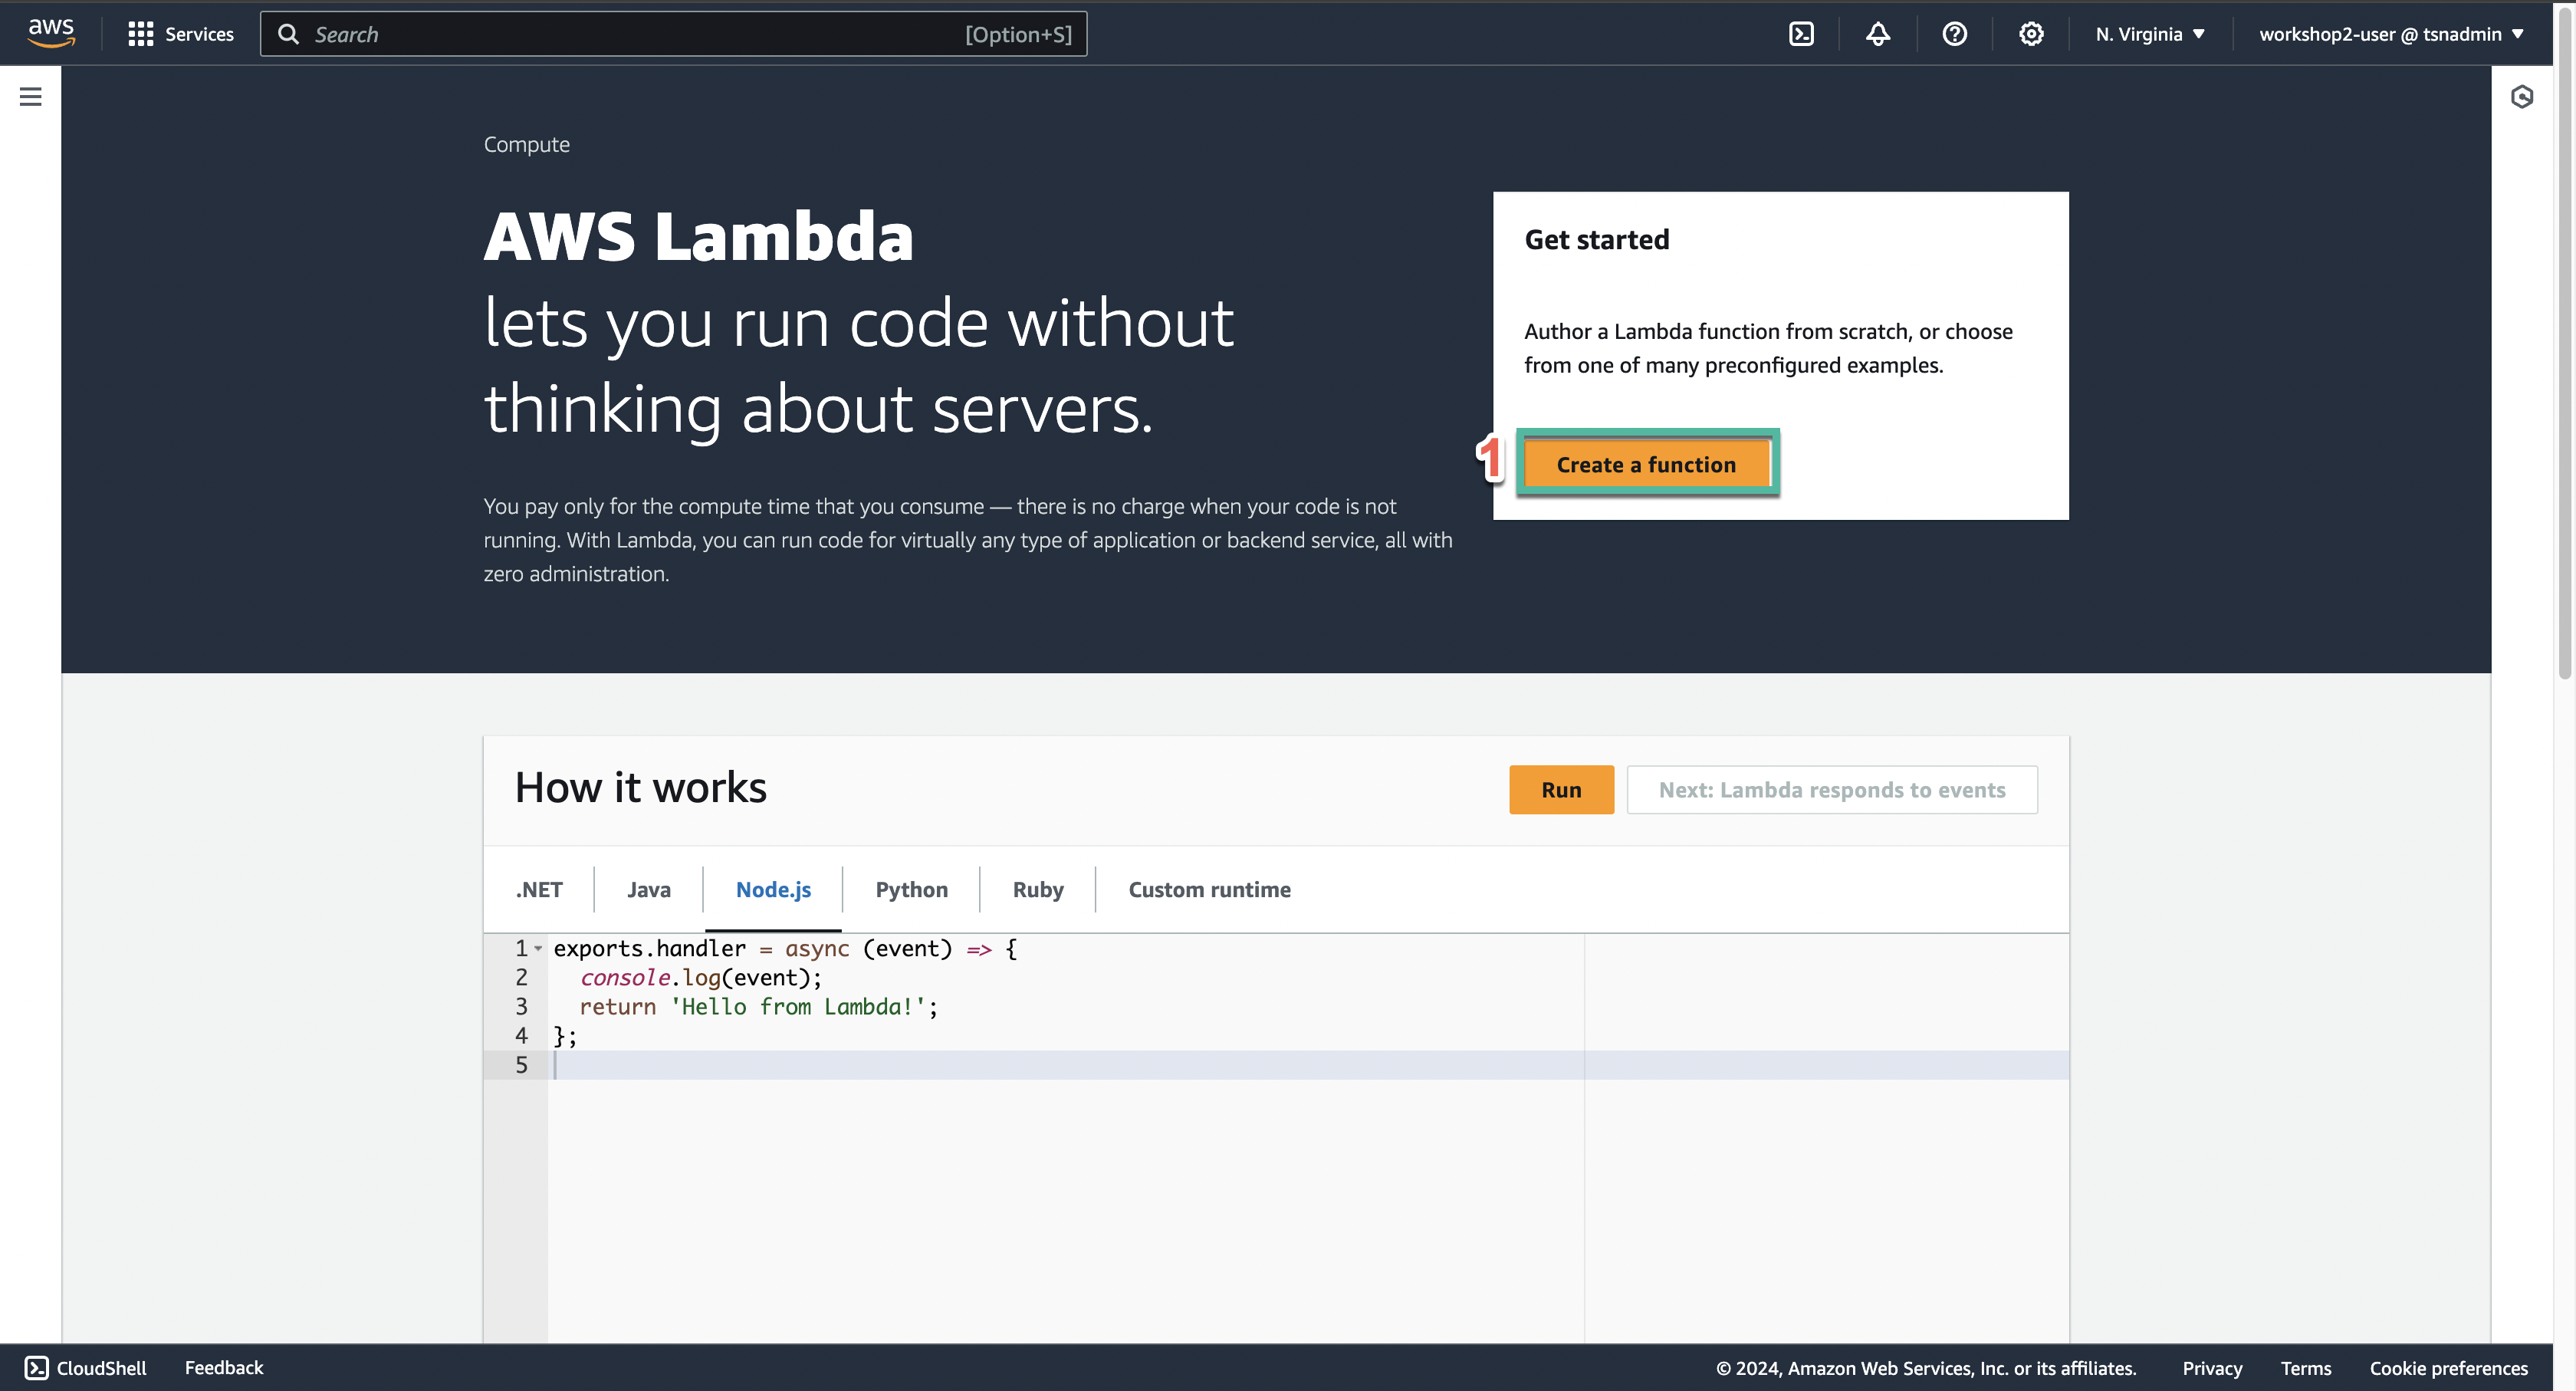 aws
Services
Search
[Option+S]
N. Virginia
workshop2-user @ tsnadmin
Compute
AWS Lambda
lets you run code without
thinking about servers.
You pay only for the compute time that you consume — there is no charge when your code is not
running. With Lambda, you can run code for virtually any type of application or backend service, all with
zero administration.
Get started
Author a Lambda function from scratch, or choose
from one of many preconfigured examples.
1
Create a function
How it works
Run
Next: Lambda responds to events
.NET
Java
Node.js
Python
Ruby
Custom runtime
1 exports.handler = async (event) => {
2 console.log(event);
3 return 'Hello from Lambda!';
4 };
5
CloudShell
Feedback
© 2024, Amazon Web Services, Inc. or its affiliates.
Privacy
Terms
Cookie preferences